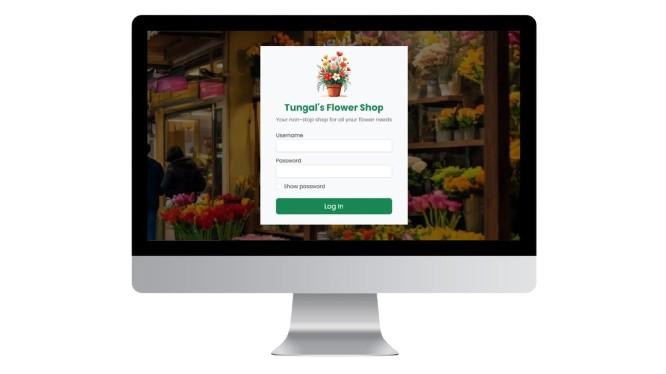 Tungal's Flower Shop
Your non-stop shop for all your flower needs
Username
Password
Show password
Log In